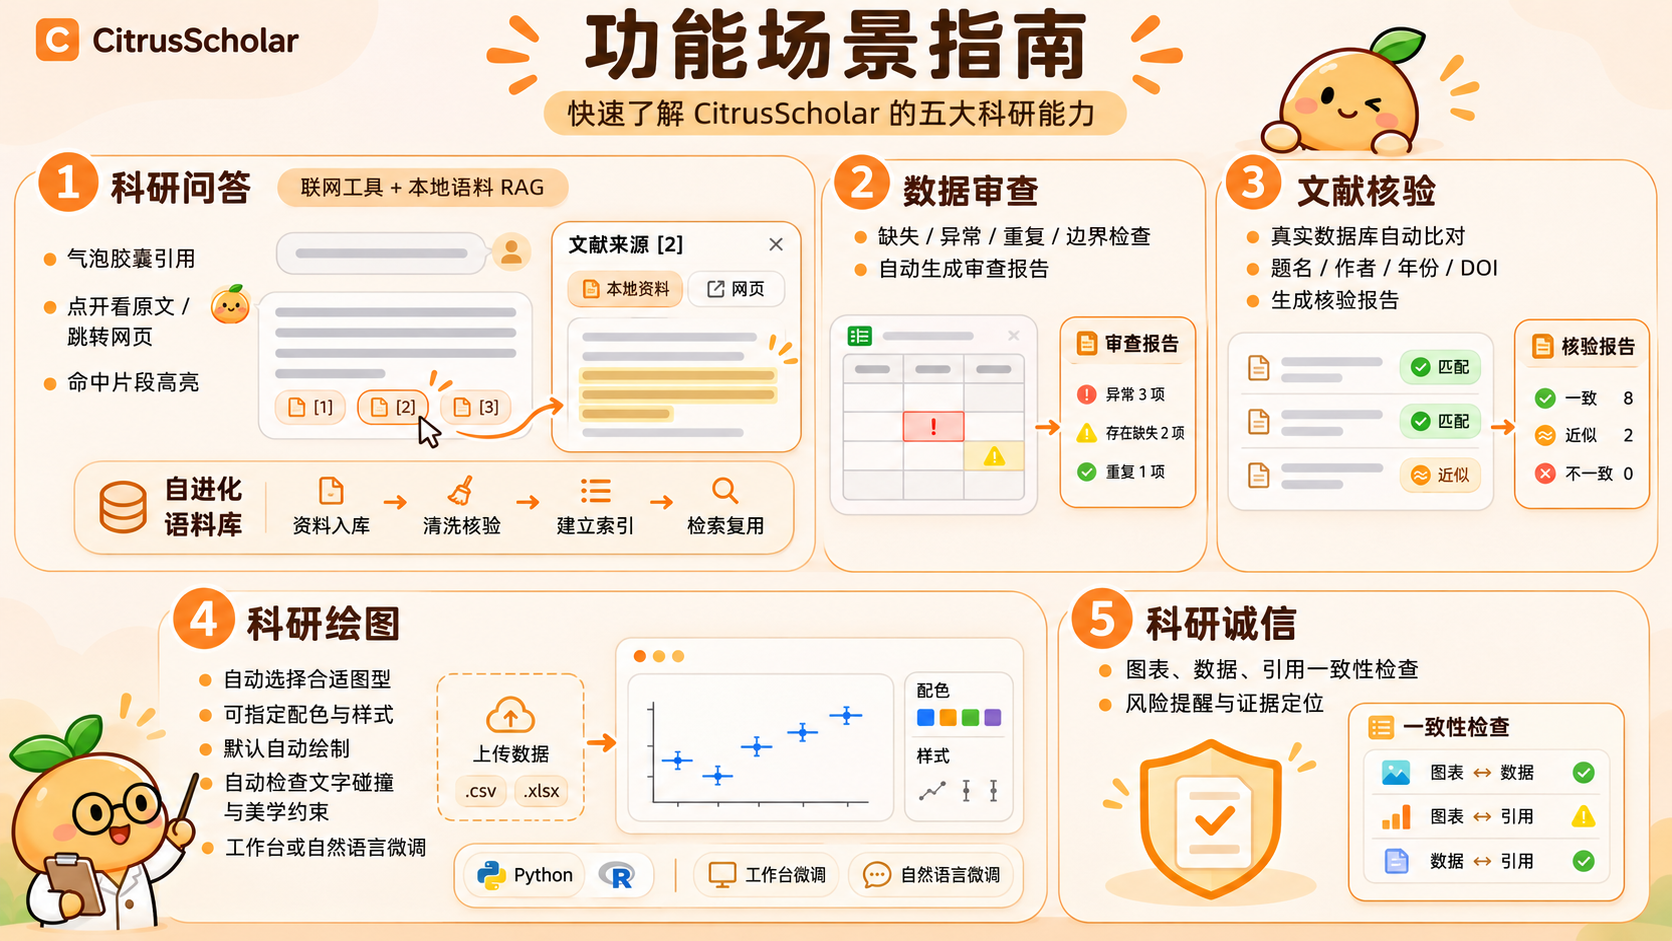 C CitrusScholar
功能场景指南
快速了解 CitrusScholar 的五大科研能力
1 科研问答
联网工具 + 本地语料 RAG
气泡胶囊引用
点开看原文 /
跳转网页
命中片段高亮
[1]
[2]
[3]
文献来源 [2]
本地资料
网页
自进化
语料库
资料入库
清洗核验
建立索引
检索复用
2 数据审查
缺失 / 异常 / 重复 / 边界检查
自动生成审查报告
审查报告
异常 3 项
存在缺失 2 项
重复 1 项
3 文献核验
真实数据库自动比对
题名 / 作者 / 年份 / DOI
生成核验报告
匹配
匹配
近似
核验报告
一致 8
近似 2
不一致 0
4 科研绘图
自动选择合适图型
可指定配色与样式
默认自动绘制
自动检查文字碰撞
与美学约束
工作台或自然语言微调
上传数据
.csv
.xlsx
配色
样式
Python
R
工作台微调
自然语言微调
5 科研诚信
图表、数据、引用一致性检查
风险提醒与证据定位
一致性检查
图表 ↔ 数据
图表 ↔ 引用
数据 ↔ 引用